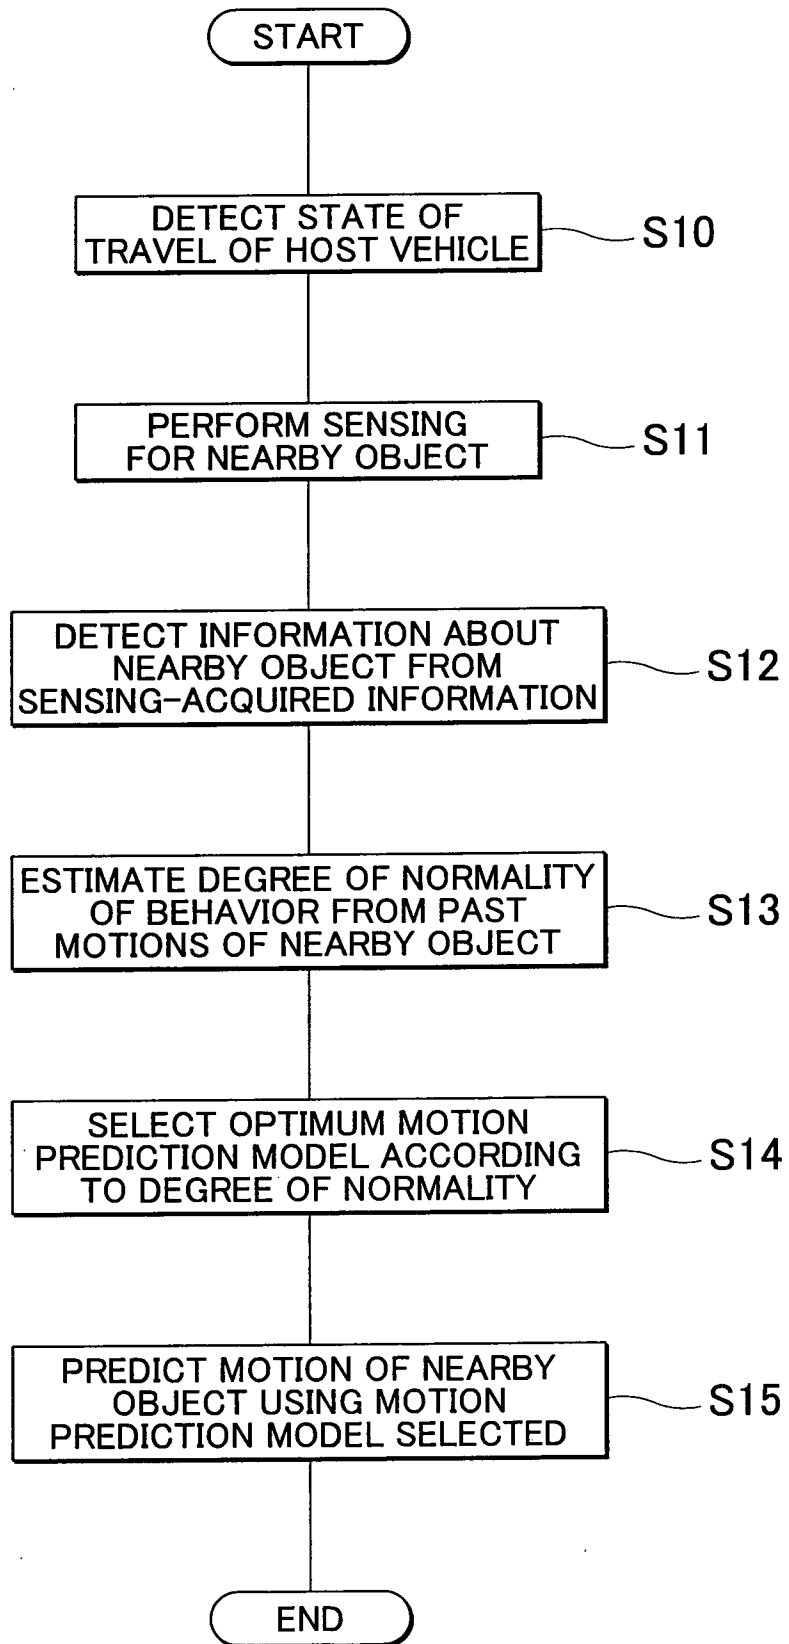 START
DETECT STATE OF
TRAVEL OF HOST VEHICLE
S10
PERFORM SENSING
FOR NEARBY OBJECT
S11
DETECT INFORMATION ABOUT
NEARBY OBJECT FROM
SENSING-ACQUIRED INFORMATION
S12
ESTIMATE DEGREE OF NORMALITY
OF BEHAVIOR FROM PAST
MOTIONS OF NEARBY OBJECT
S13
SELECT OPTIMUM MOTION
PREDICTION MODEL ACCORDING
TO DEGREE OF NORMALITY
S14
PREDICT MOTION OF NEARBY
OBJECT USING MOTION
PREDICTION MODEL SELECTED
S15
END